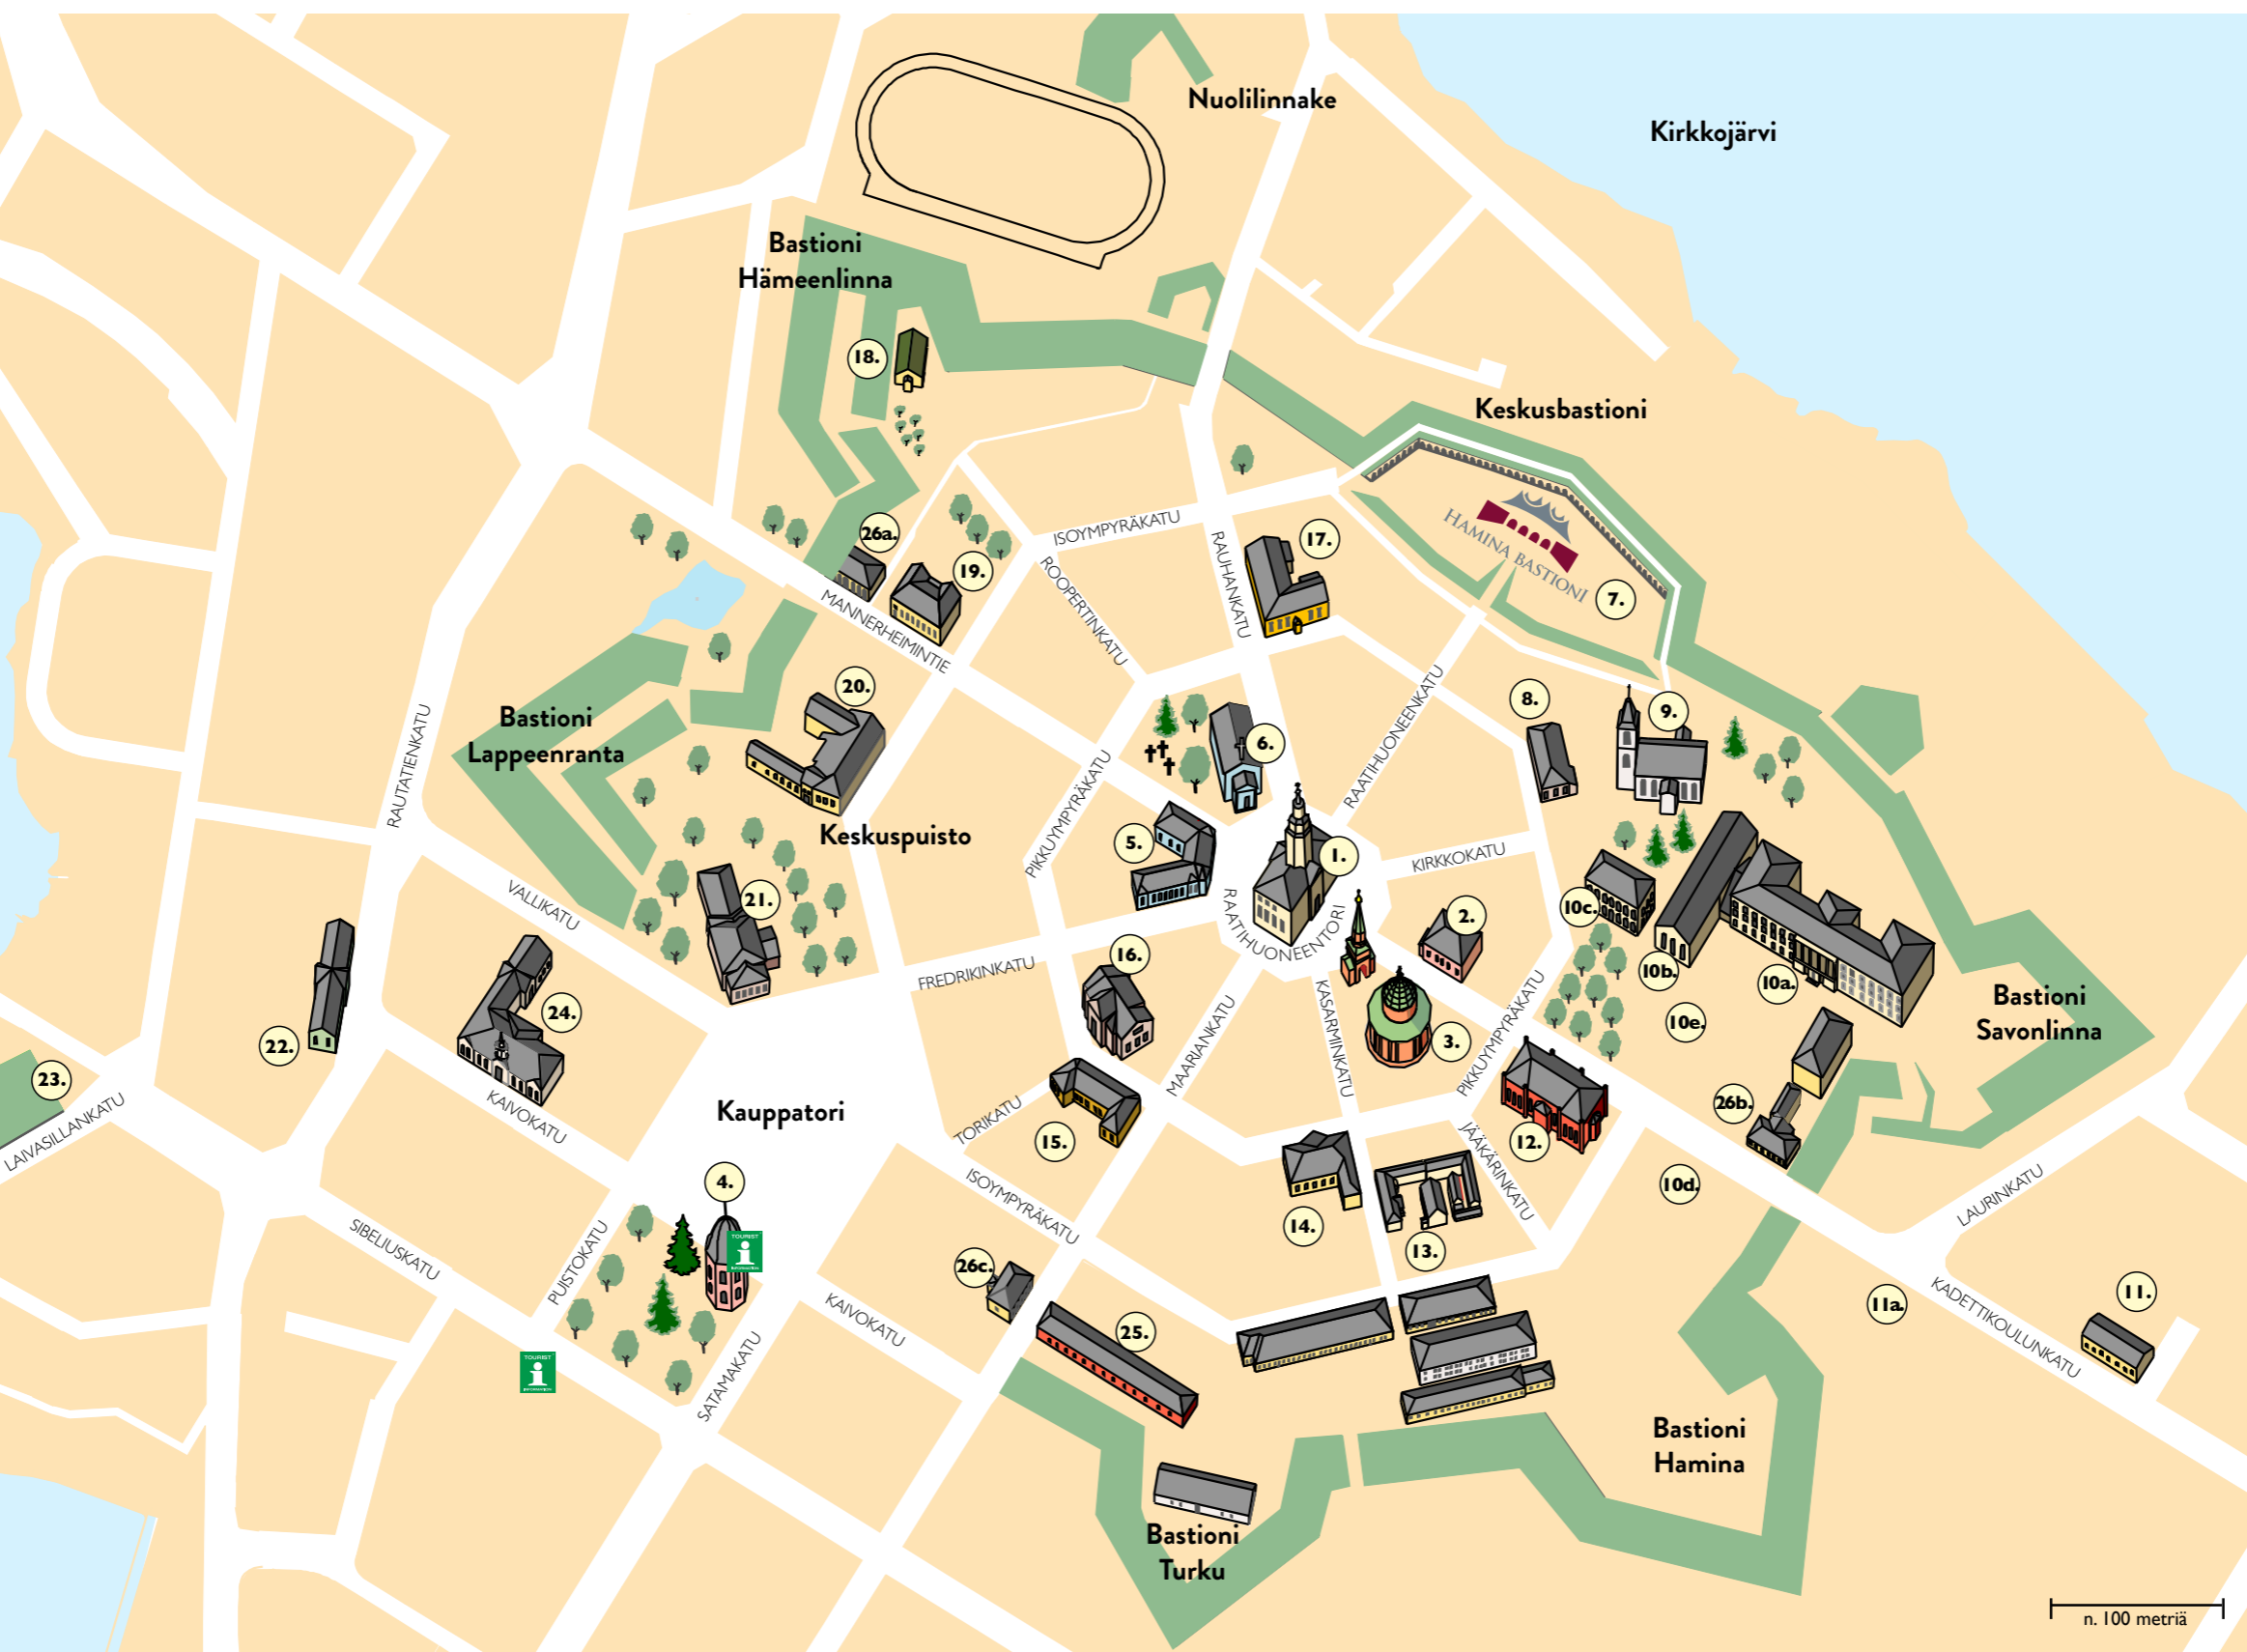 Nuolilinnake
Kirkkojärvi
Bastioni
Hämeenlinna
18.
Keskusbastioni
HAMINA BASTIONI
7.
26a.
19.
17.
ISOYMPYRÄKATU
ROOPERTINKATU
RAUHANKATU
MANNERHEIMINTIE
20.
Bastioni
Lappeenranta
RAUTATIENKATU
Keskuspuisto
PIKKUYMPYRÄKATU
6.
RAATIHUONEENKATU
8.
9.
5.
1.
KIRKKOKATU
VALLIKATU
21.
RAATIHUONEENTORI
2.
10c.
10b.
10a.
10e.
Bastioni
Savonlinna
FREDRIKINKATU
16.
MAARIANKATU
KASARMINKATU
3.
PIKKUYMPYRÄKATU
22.
24.
23.
LAIVASILLANKATU
KAIVOKATU
Kauppatori
TORIKATU
15.
12.
26b.
JÄÄKÄRINKATU
10d.
4.
TOURIST
i
INFORMATION
ISOYMPYRÄKATU
14.
13.
LAURINKATU
SIBELIUSKATU
PUISTOKATU
26c.
KAIVOKATU
25.
11a.
11.
KADETTIKOULUNKATU
TOURIST
i
INFORMATION
SATAMAKATU
Bastioni
Hamina
Bastioni
Turku
n. 100 metriä